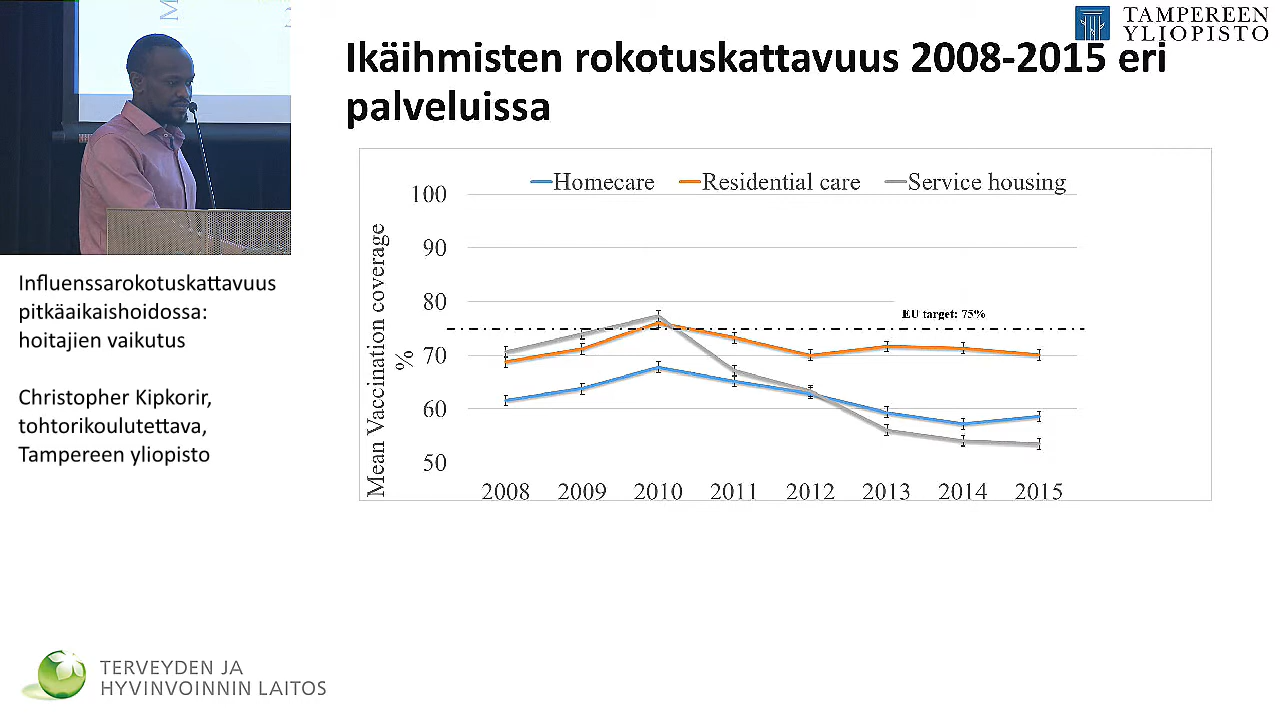 TAMPEREEN
YLIOPISTO
Ikäihmisten rokotuskattavuus 2008-2015 eri
palveluissa
Homecare Residential care Service housing
Mean Vaccination coverage
%
100
90
80
70
60
50
EU target: 75%
2008 2009 2010 2011 2012 2013 2014 2015
Influenssarokotuskattavuus
pitkäaikaishoidossa:
hoitajien vaikutus
Christopher Kipkorir,
tohtorikoulutettava,
Tampereen yliopisto
TERVEYDEN JA
HYVINVOINNIN LAITOS